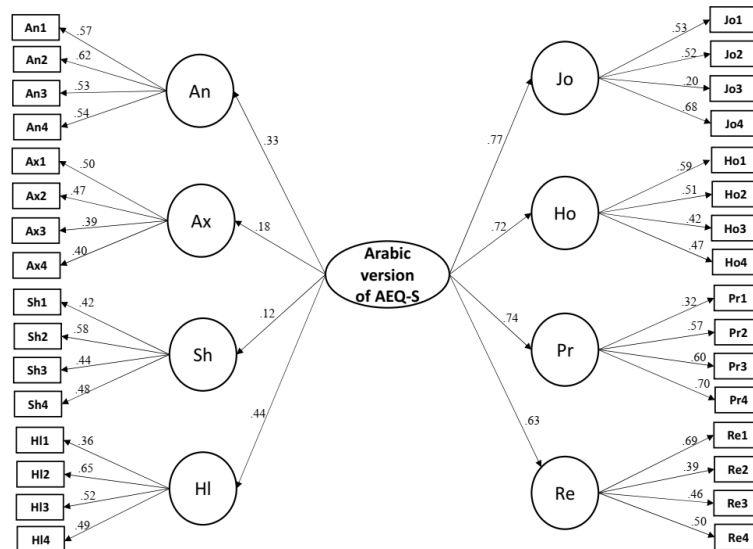 An1
.57
An2
.62
An3
.53
An4
.54
An
.33
Ax1
.50
Ax2
.47
Ax3
.39
Ax4
.40
Ax
.18
Sh1
.42
Sh2
.58
Sh3
.44
Sh4
.48
Sh
.12
Hl1
.36
Hl2
.65
Hl3
.52
Hl4
.49
Hl
.44
Arabic
version
of AEQ-S
.77
Jo
.53
Jo1
.52
Jo2
.20
Jo3
.68
Jo4
.72
Ho
.59
Ho1
.51
Ho2
.42
Ho3
.47
Ho4
.74
Pr
.32
Pr1
.57
Pr2
.60
Pr3
.70
Pr4
.63
Re
.69
Re1
.39
Re2
.46
Re3
.50
Re4